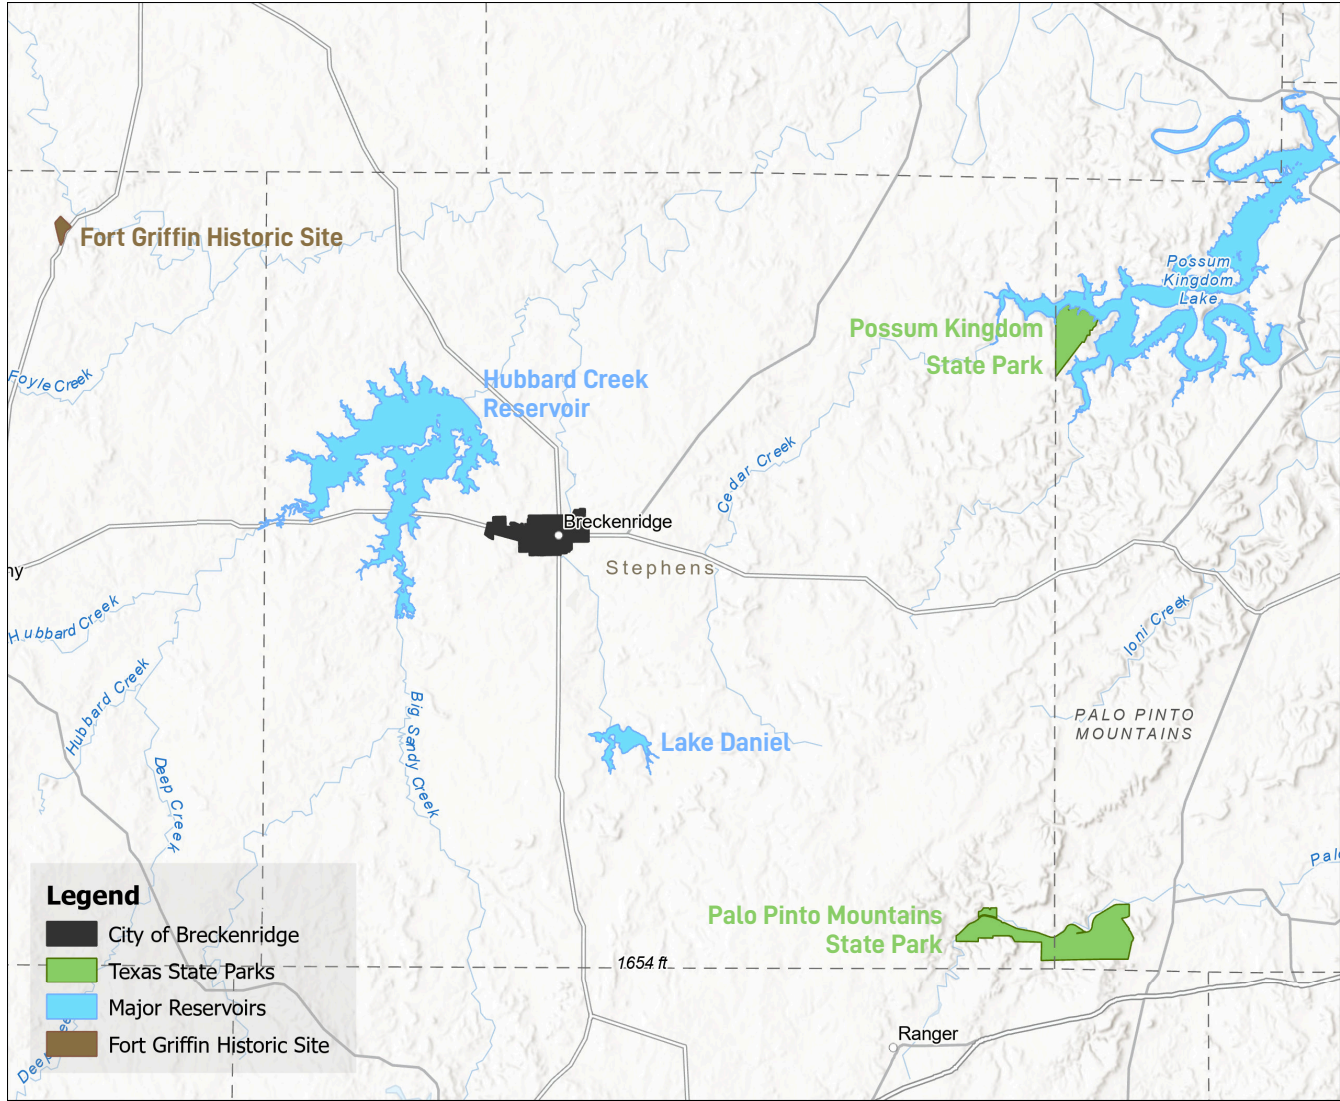 Fort Griffin Historic Site
Possum
Kingdom
Lake
Possum Kingdom
State Park
Foyle Creek
Hubbard Creek
Reservoir
Cedar Creek
Breckenridge
Stephens
ny
Hubbard Creek
Ioni Creek
Hubbard Creek
Big Sandy Creek
PALO PINTO
MOUNTAINS
Lake Daniel
Deep Creek
Palo
Legend
City of Breckenridge
Texas State Parks
Major Reservoirs
Fort Griffin Historic Site
Palo Pinto Mountains
State Park
1654 ft
Ranger